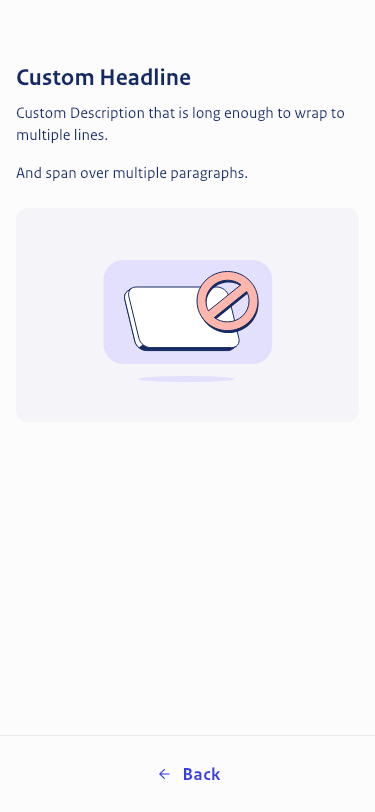 Custom Headline
Custom Description that is long enough to wrap to
multiple lines.
And span over multiple paragraphs.
Back